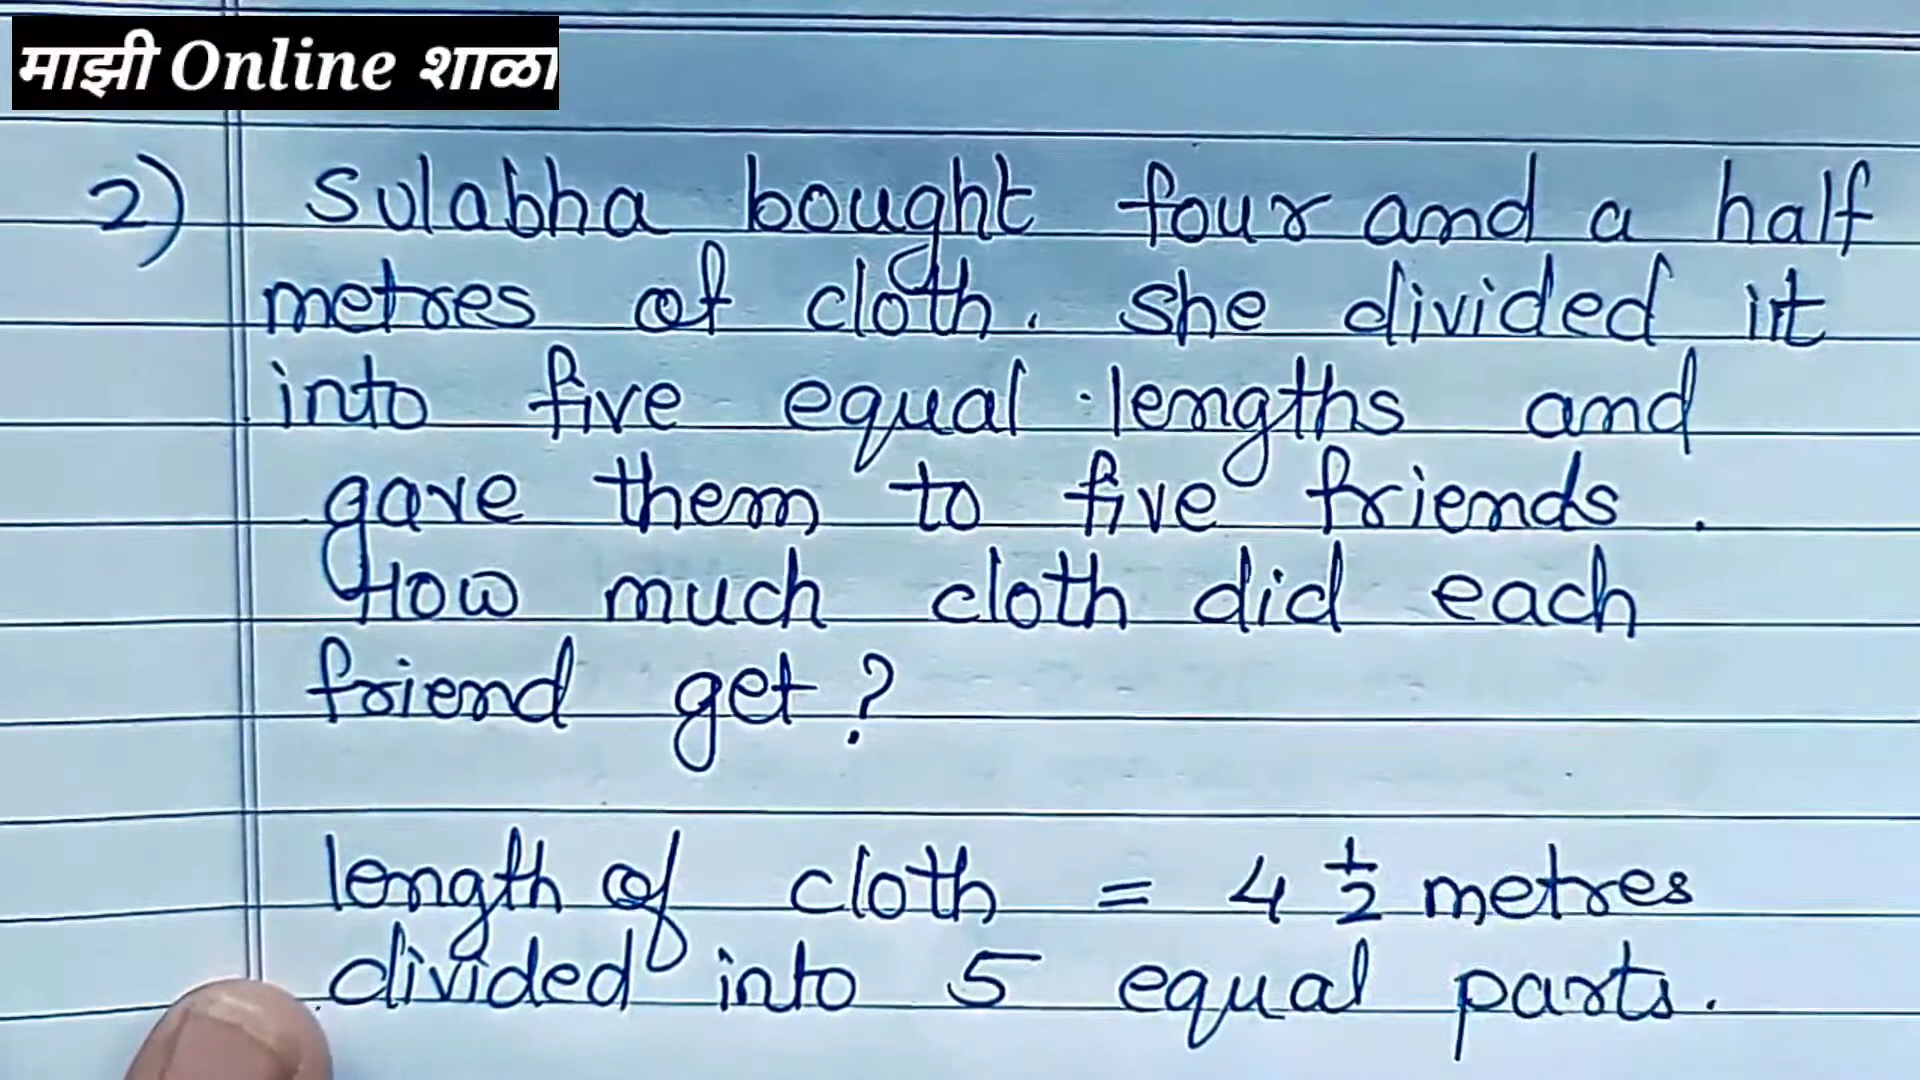 माझी Online शाळा
2) Sulabha bought four and a half
metres of cloth. She divided it
into five equal lengths and
gave them to five friends.
How much cloth did each
friend get?
length of cloth = 4 1/2 metres
divided into 5 equal parts.